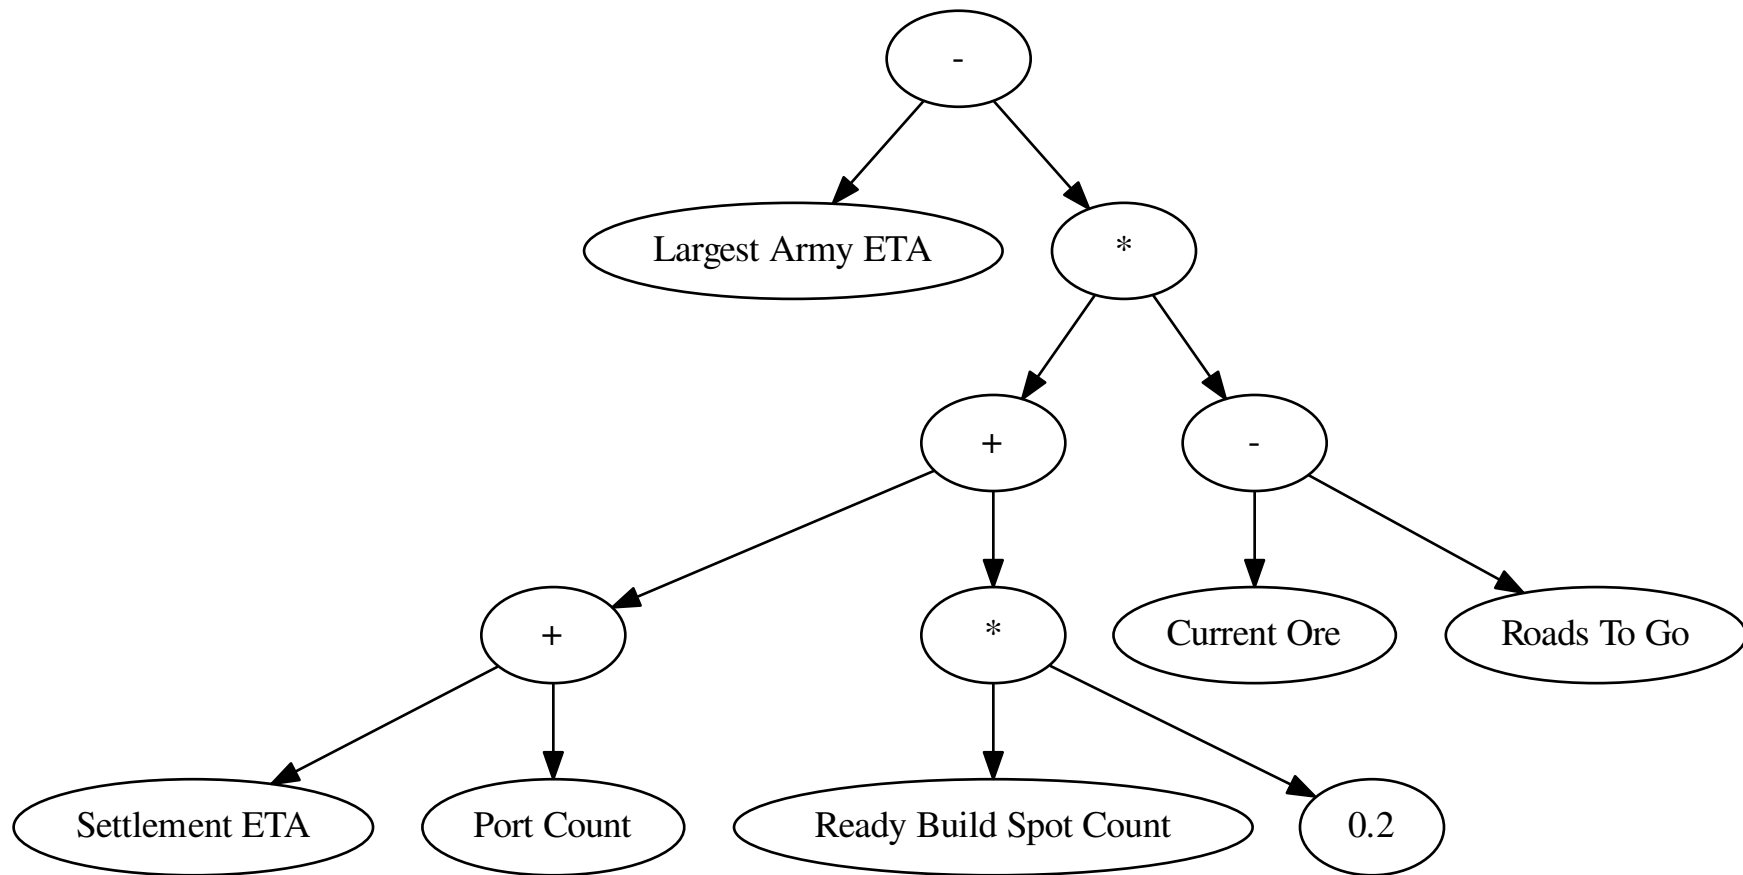 -
Largest Army ETA
*
+
-
+
*
Current Ore
Roads To Go
Settlement ETA
Port Count
Ready Build Spot Count
0.2